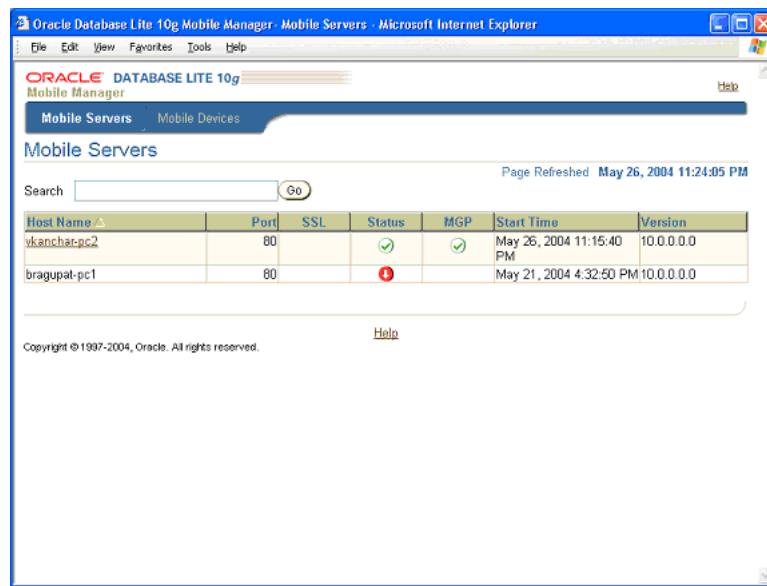 Oracle Database Lite 10g Mobile Manager- Mobile Servers - Microsoft Internet Explorer
File Edit View Favorites Tools Help
ORACLE DATABASE LITE 10g
Mobile Manager
Help
Mobile Servers Mobile Devices
Mobile Servers
Page Refreshed May 26, 2004 11:24:05 PM
Search Go
Host Name Port SSL Status MGP Start Time Version
vkanchar-pc2 80 May 26, 2004 11:15:40 PM 10.0.0.0.0
bragupat-pc1 80 May 21, 2004 4:32:50 PM 10.0.0.0.0
Help
Copyright © 1997-2004, Oracle. All rights reserved.